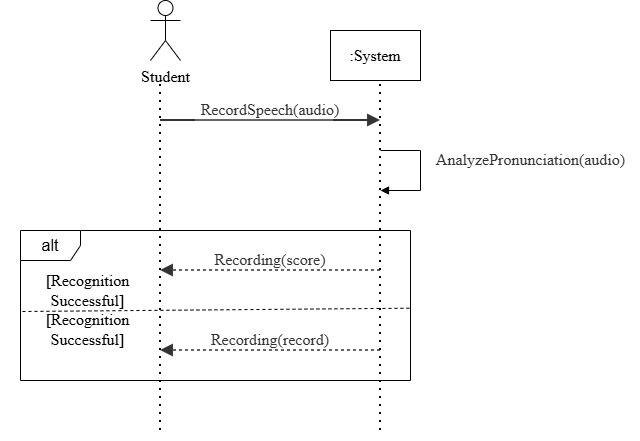 Student
:System
RecordSpeech(audio)
AnalyzePronunciation(audio)
alt
Recording(score)
[Recognition
Successful]
[Recognition
Successful]
Recording(record)